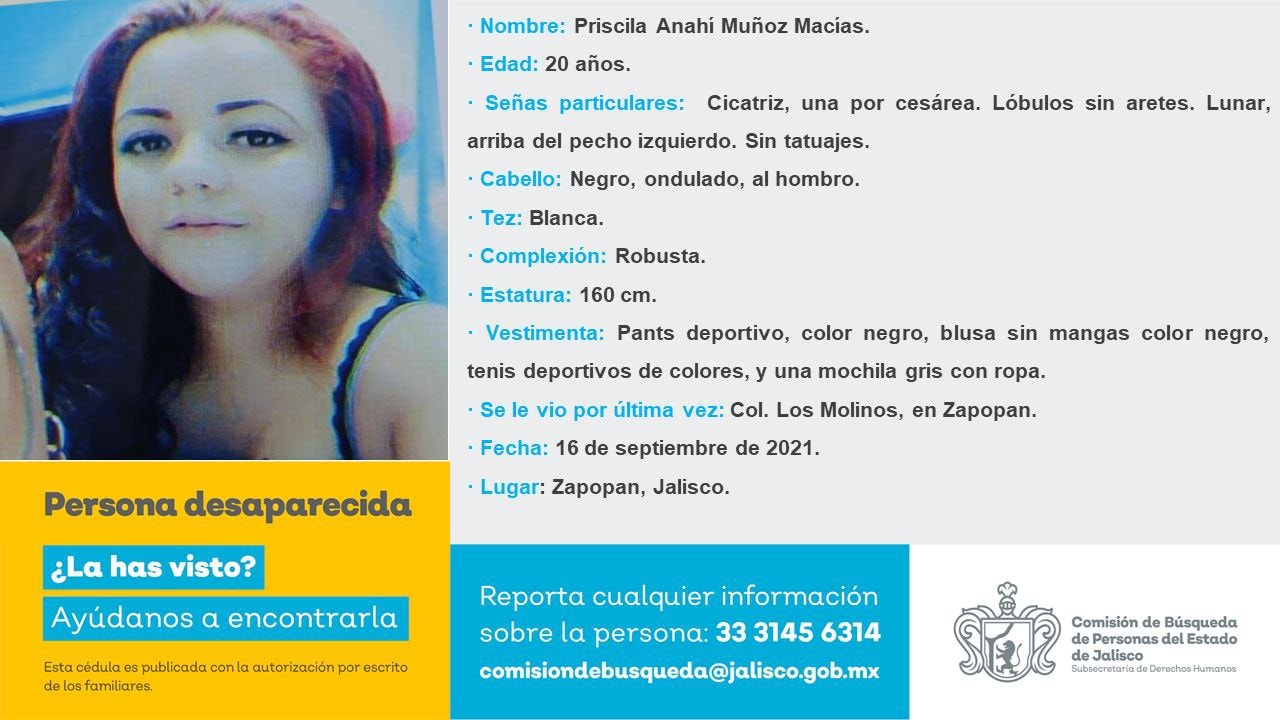 · Nombre: Priscila Anahí Muñoz Macías.
· Edad: 20 años.
· Señas particulares: Cicatriz, una por cesárea. Lóbulos sin aretes. Lunar,
arriba del pecho izquierdo. Sin tatuajes.
· Cabello: Negro, ondulado, al hombro.
· Tez: Blanca.
· Complexión: Robusta.
· Estatura: 160 cm.
· Vestimenta: Pants deportivo, color negro, blusa sin mangas color negro,
tenis deportivos de colores, y una mochila gris con ropa.
· Se le vio por última vez: Col. Los Molinos, en Zapopan.
· Fecha: 16 de septiembre de 2021.
· Lugar: Zapopan, Jalisco.
Persona desaparecida
¿La has visto?
Ayúdanos a encontrarla
Esta cédula es publicada con la autorización por escrito
de los familiares.
Reporta cualquier información
sobre la persona: 33 3145 6314
comisiondebusqueda@jalisco.gob.mx
Comisión de Búsqueda
de Personas del Estado
de Jalisco
Subsecretaría de Derechos Humanos